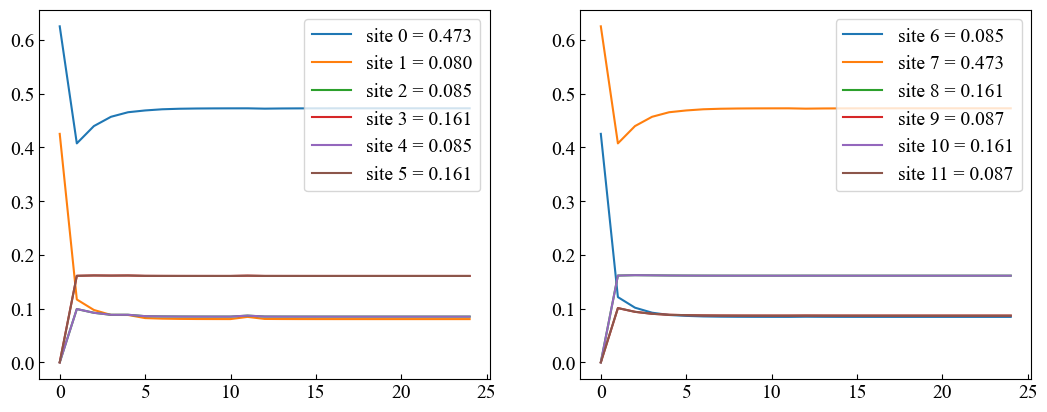 0.6
0.5
0.4
0.3
0.2
0.1
0.0
0
5
10
15
20
25
site 0 = 0.473
site 1 = 0.080
site 2 = 0.085
site 3 = 0.161
site 4 = 0.085
site 5 = 0.161
0.6
0.5
0.4
0.3
0.2
0.1
0.0
0
5
10
15
20
25
site 6 = 0.085
site 7 = 0.473
site 8 = 0.161
site 9 = 0.087
site 10 = 0.161
site 11 = 0.087